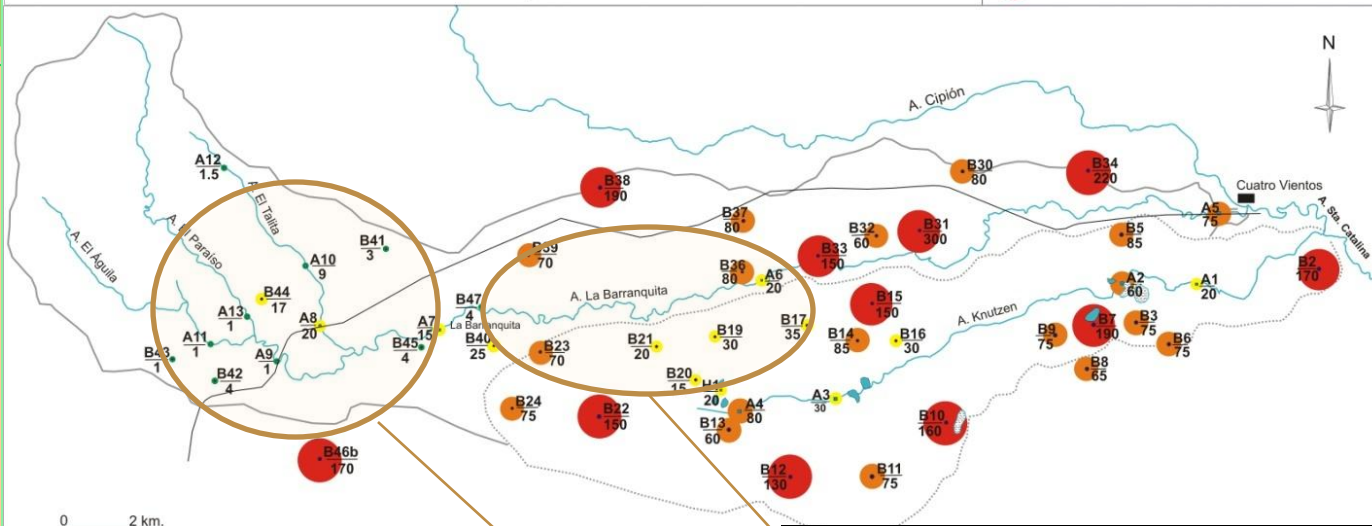 N
A. Cipión
A12
1.5
B38
190
B30
80
B34
220
Cuatro Vientos
A. Sta. Catalina
A. El Talita
A. El Paraíso
A. El Águila
B41
3
B37
80
B32
60
B31
300
A5
75
B5
85
B39
70
B33
150
B36
80
A6
20
B2
170
A10
9
B44
17
A13
1
A8
20
B47
4
A. La Barranquita
A2
60
A1
20
B15
150
A. Knutzen
A7
15
La Barranquita
B17
35
B7
190
B3
75
A11
1
B45
4
B40
25
B23
70
B21
20
B19
30
B14
85
B16
30
B9
75
B6
75
B43
1
A9
1
B42
4
B20
15
H1
20
B8
65
B24
75
B22
150
A4
80
A3
30
B13
60
B10
160
B46b
170
B12
130
B11
75
0 2 km.